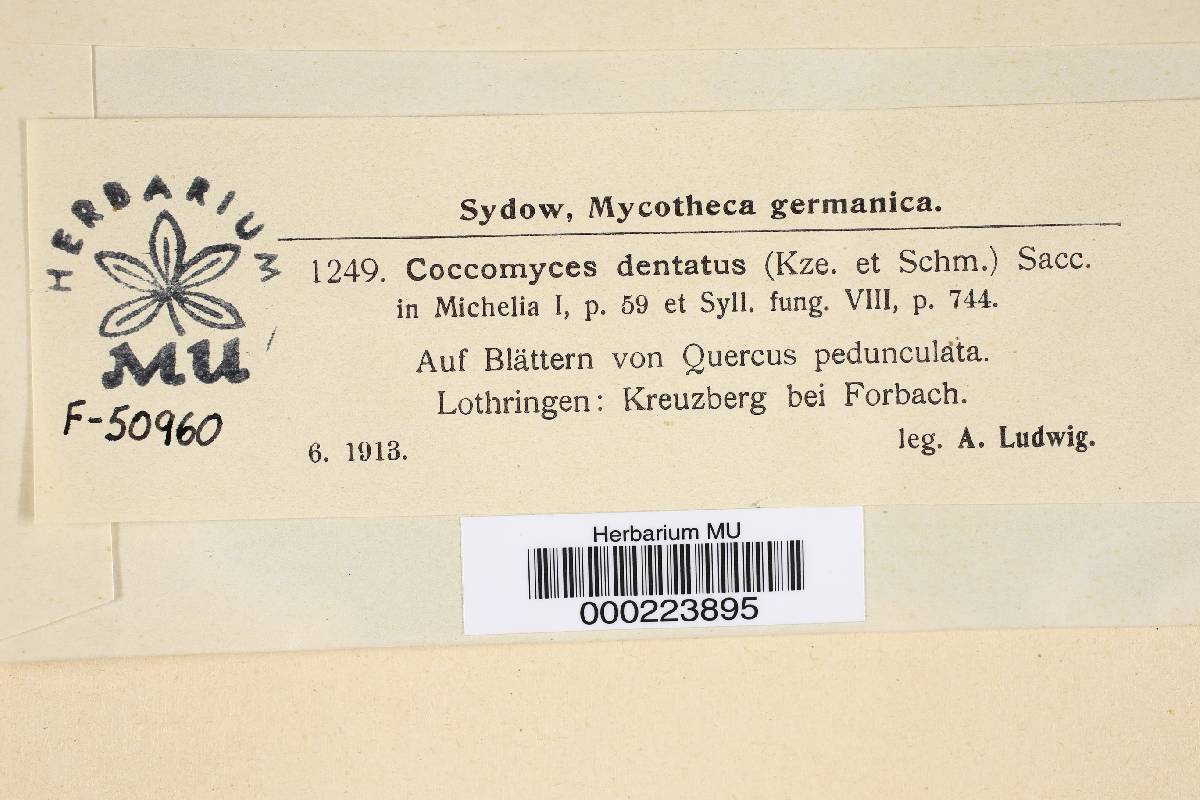 HERBARIUM
MU
F-50960
Sydow, Mycotheca germanica.
1249. Coccomyces dentatus (Kze. et Schm.) Sacc.
in Michelia I, p. 59 et Syll. fung. VIII, p. 744.
Auf Blättern von Quercus pedunculata.
Lothringen: Kreuzberg bei Forbach.
6. 1913.
leg. A. Ludwig.
Herbarium MU
000223895